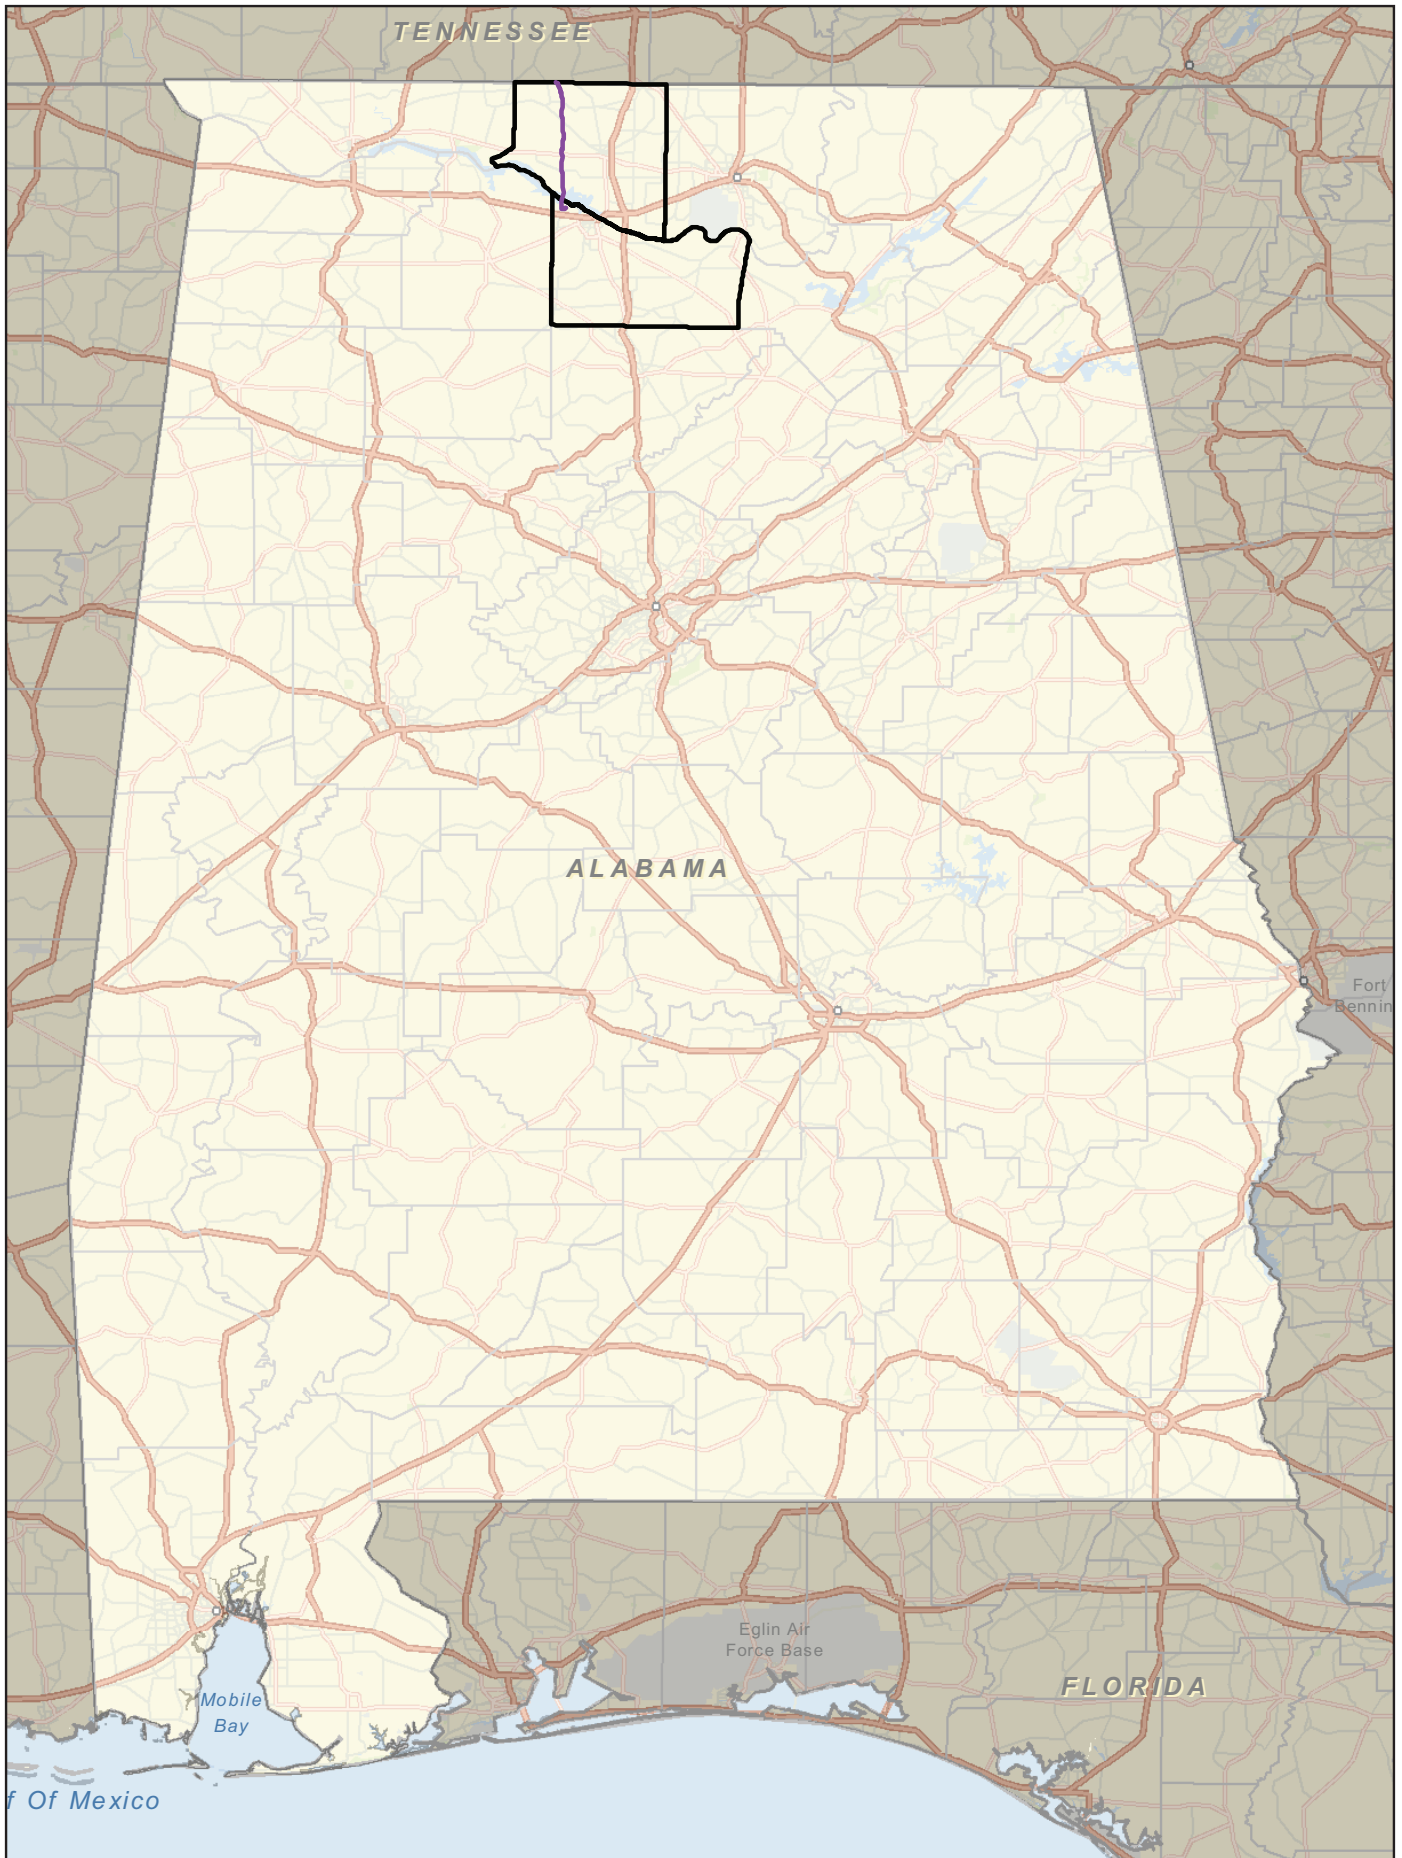 TENNESSEE
ALABAMA
Fort
Bennin
Eglin Air
Force Base
FLORIDA
Mobile
Bay
f Of Mexico